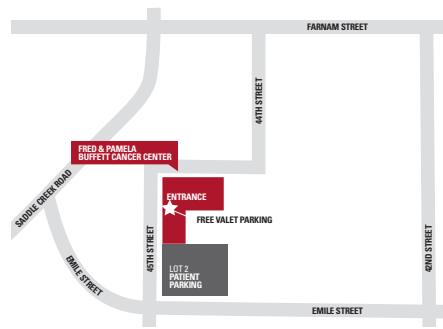 FARNAM STREET
44TH STREET
FRED & PAMELA
BUFFETT CANCER CENTER
SADDLE CREEK ROAD
ENTRANCE
FREE VALET PARKING
45TH STREET
42ND STREET
EMILE STREET
LOT 2
PATIENT
PARKING
EMILE STREET